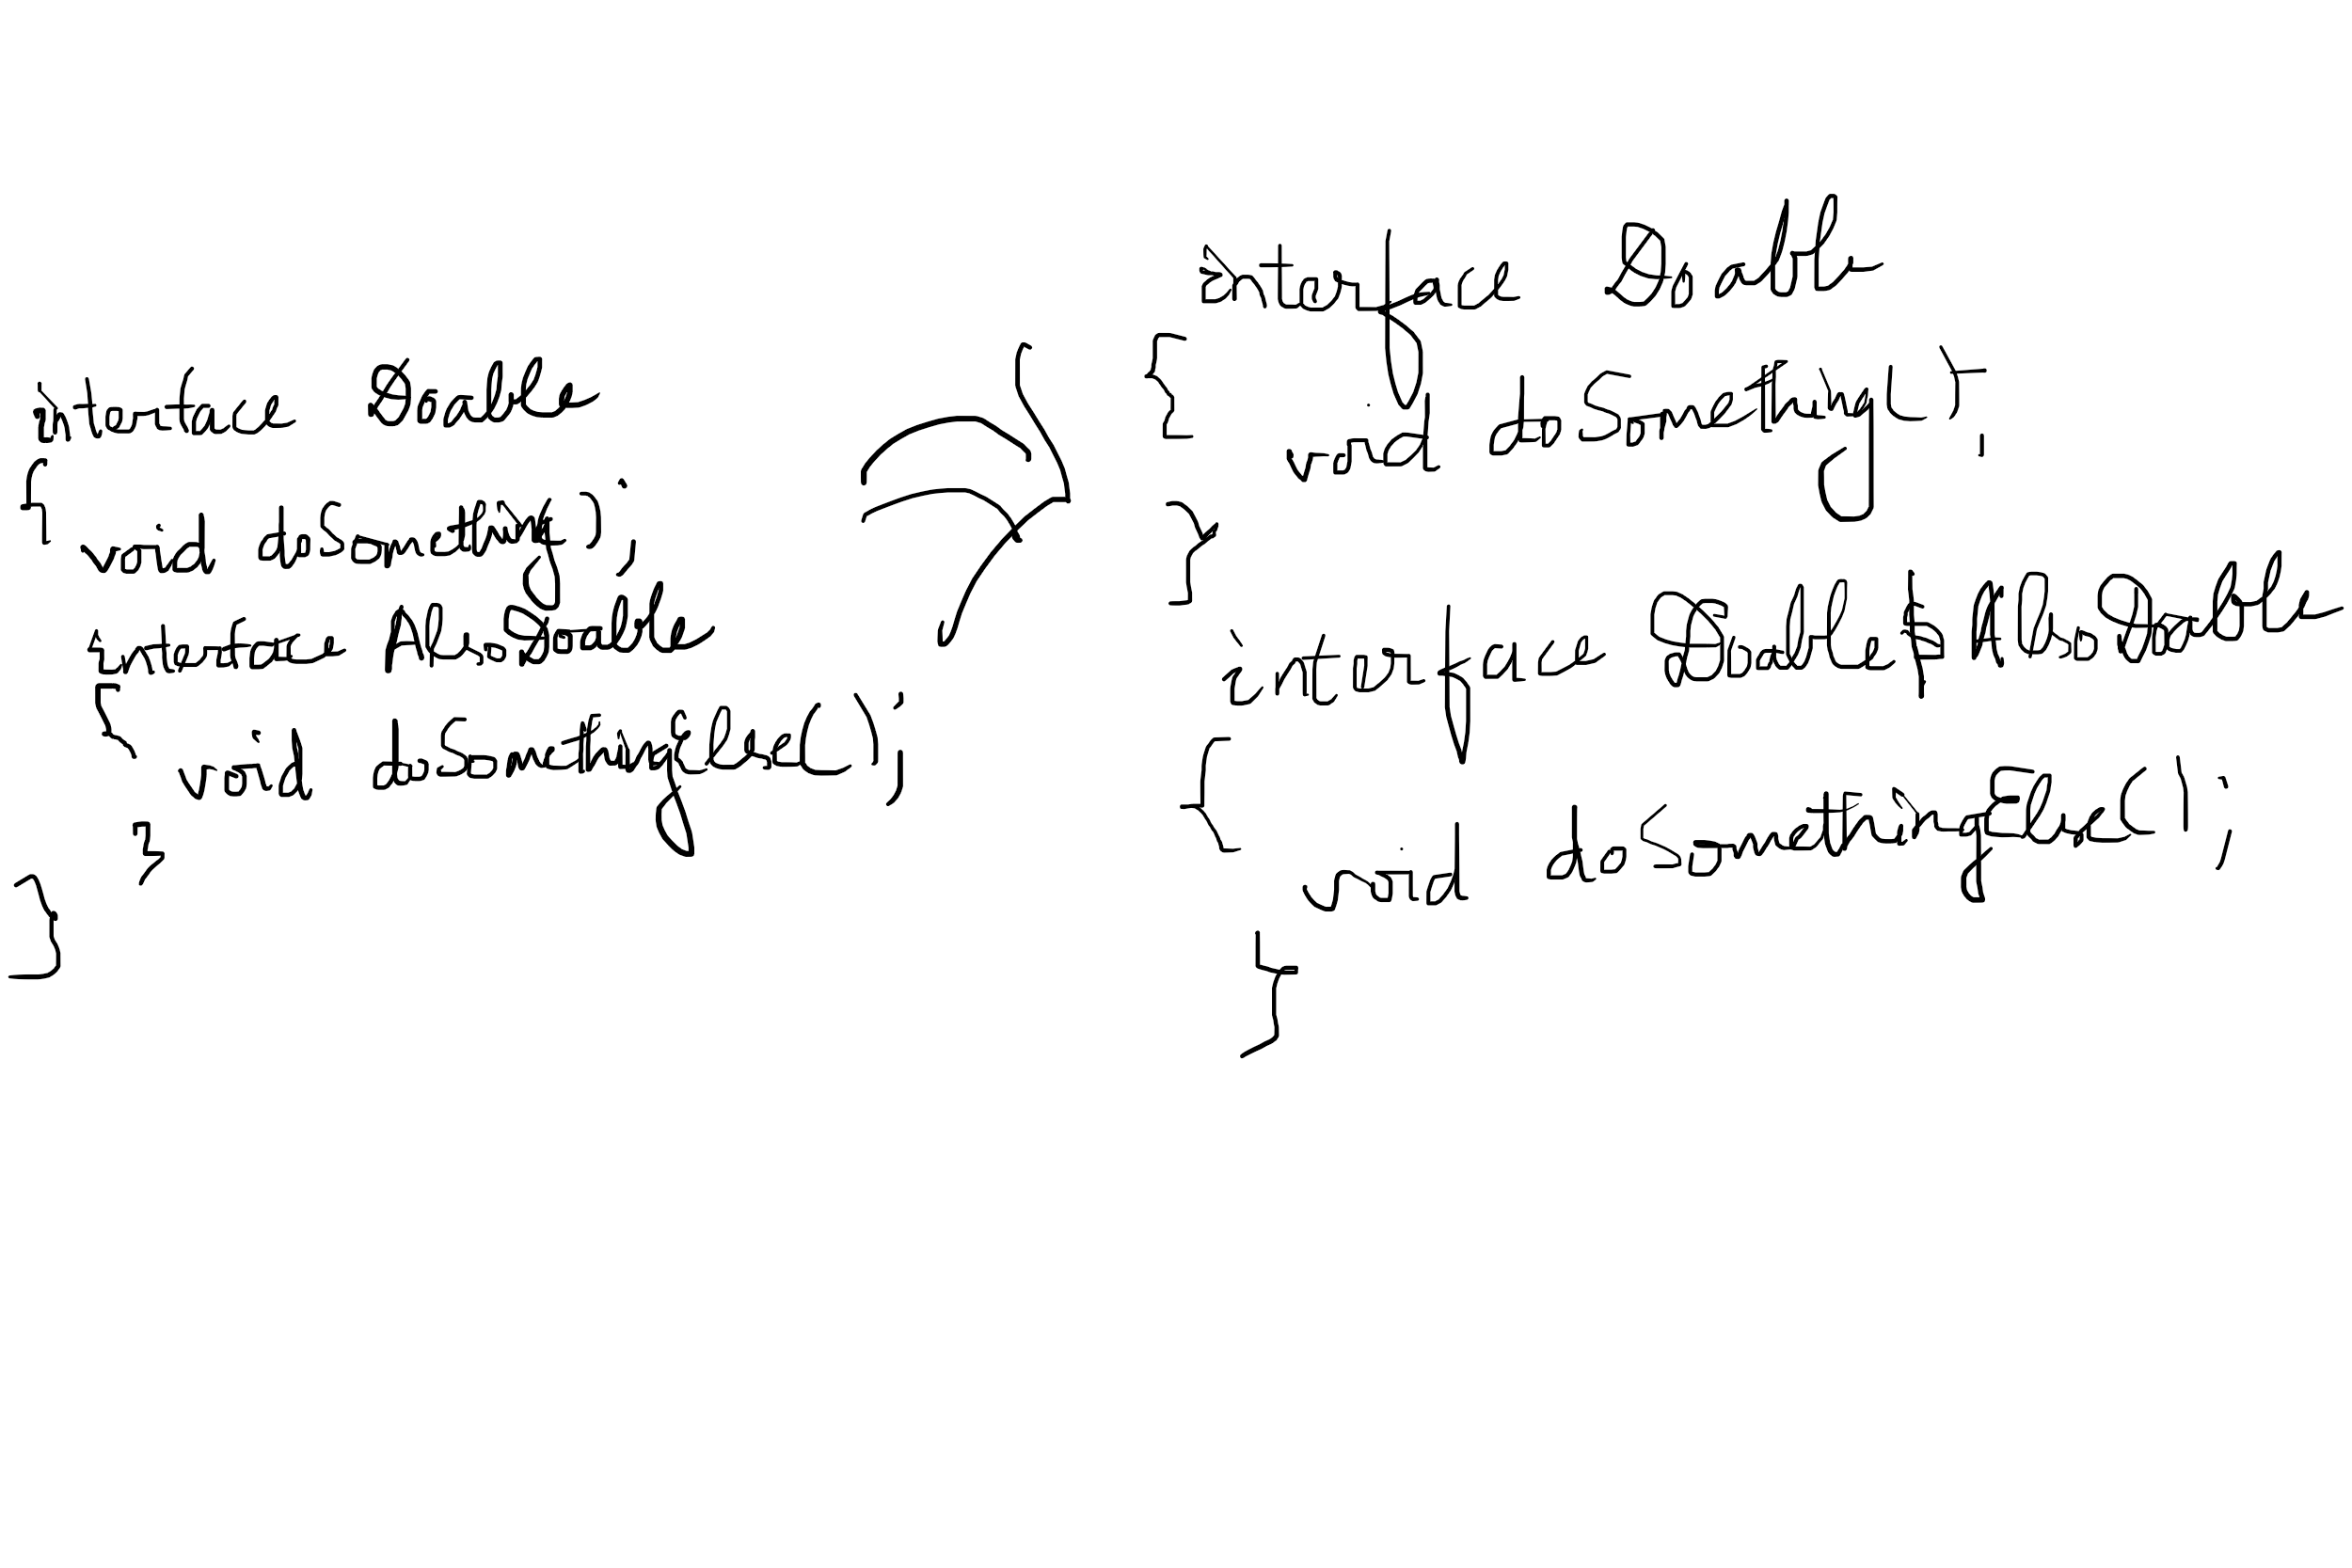 interface Doable
{
void doSomething();
interface AlsoDoable
{
void doSomethingElse();
}
}
interface Doable
{
void doSomething();
}
interface Doable$AlsoDoable
{
void doSomethingElse();
}